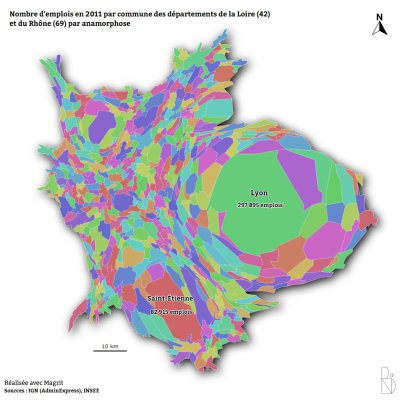 Nombre d'emplois en 2011 par commune des départements de la Loire (42)
et du Rhône (69) par anamorphose
N
Lyon
297 895 emplois
Saint-Étienne
82 915 emplois
10 km
Réalisée avec Magrit
Sources : IGN (AdminExpress), INSEE